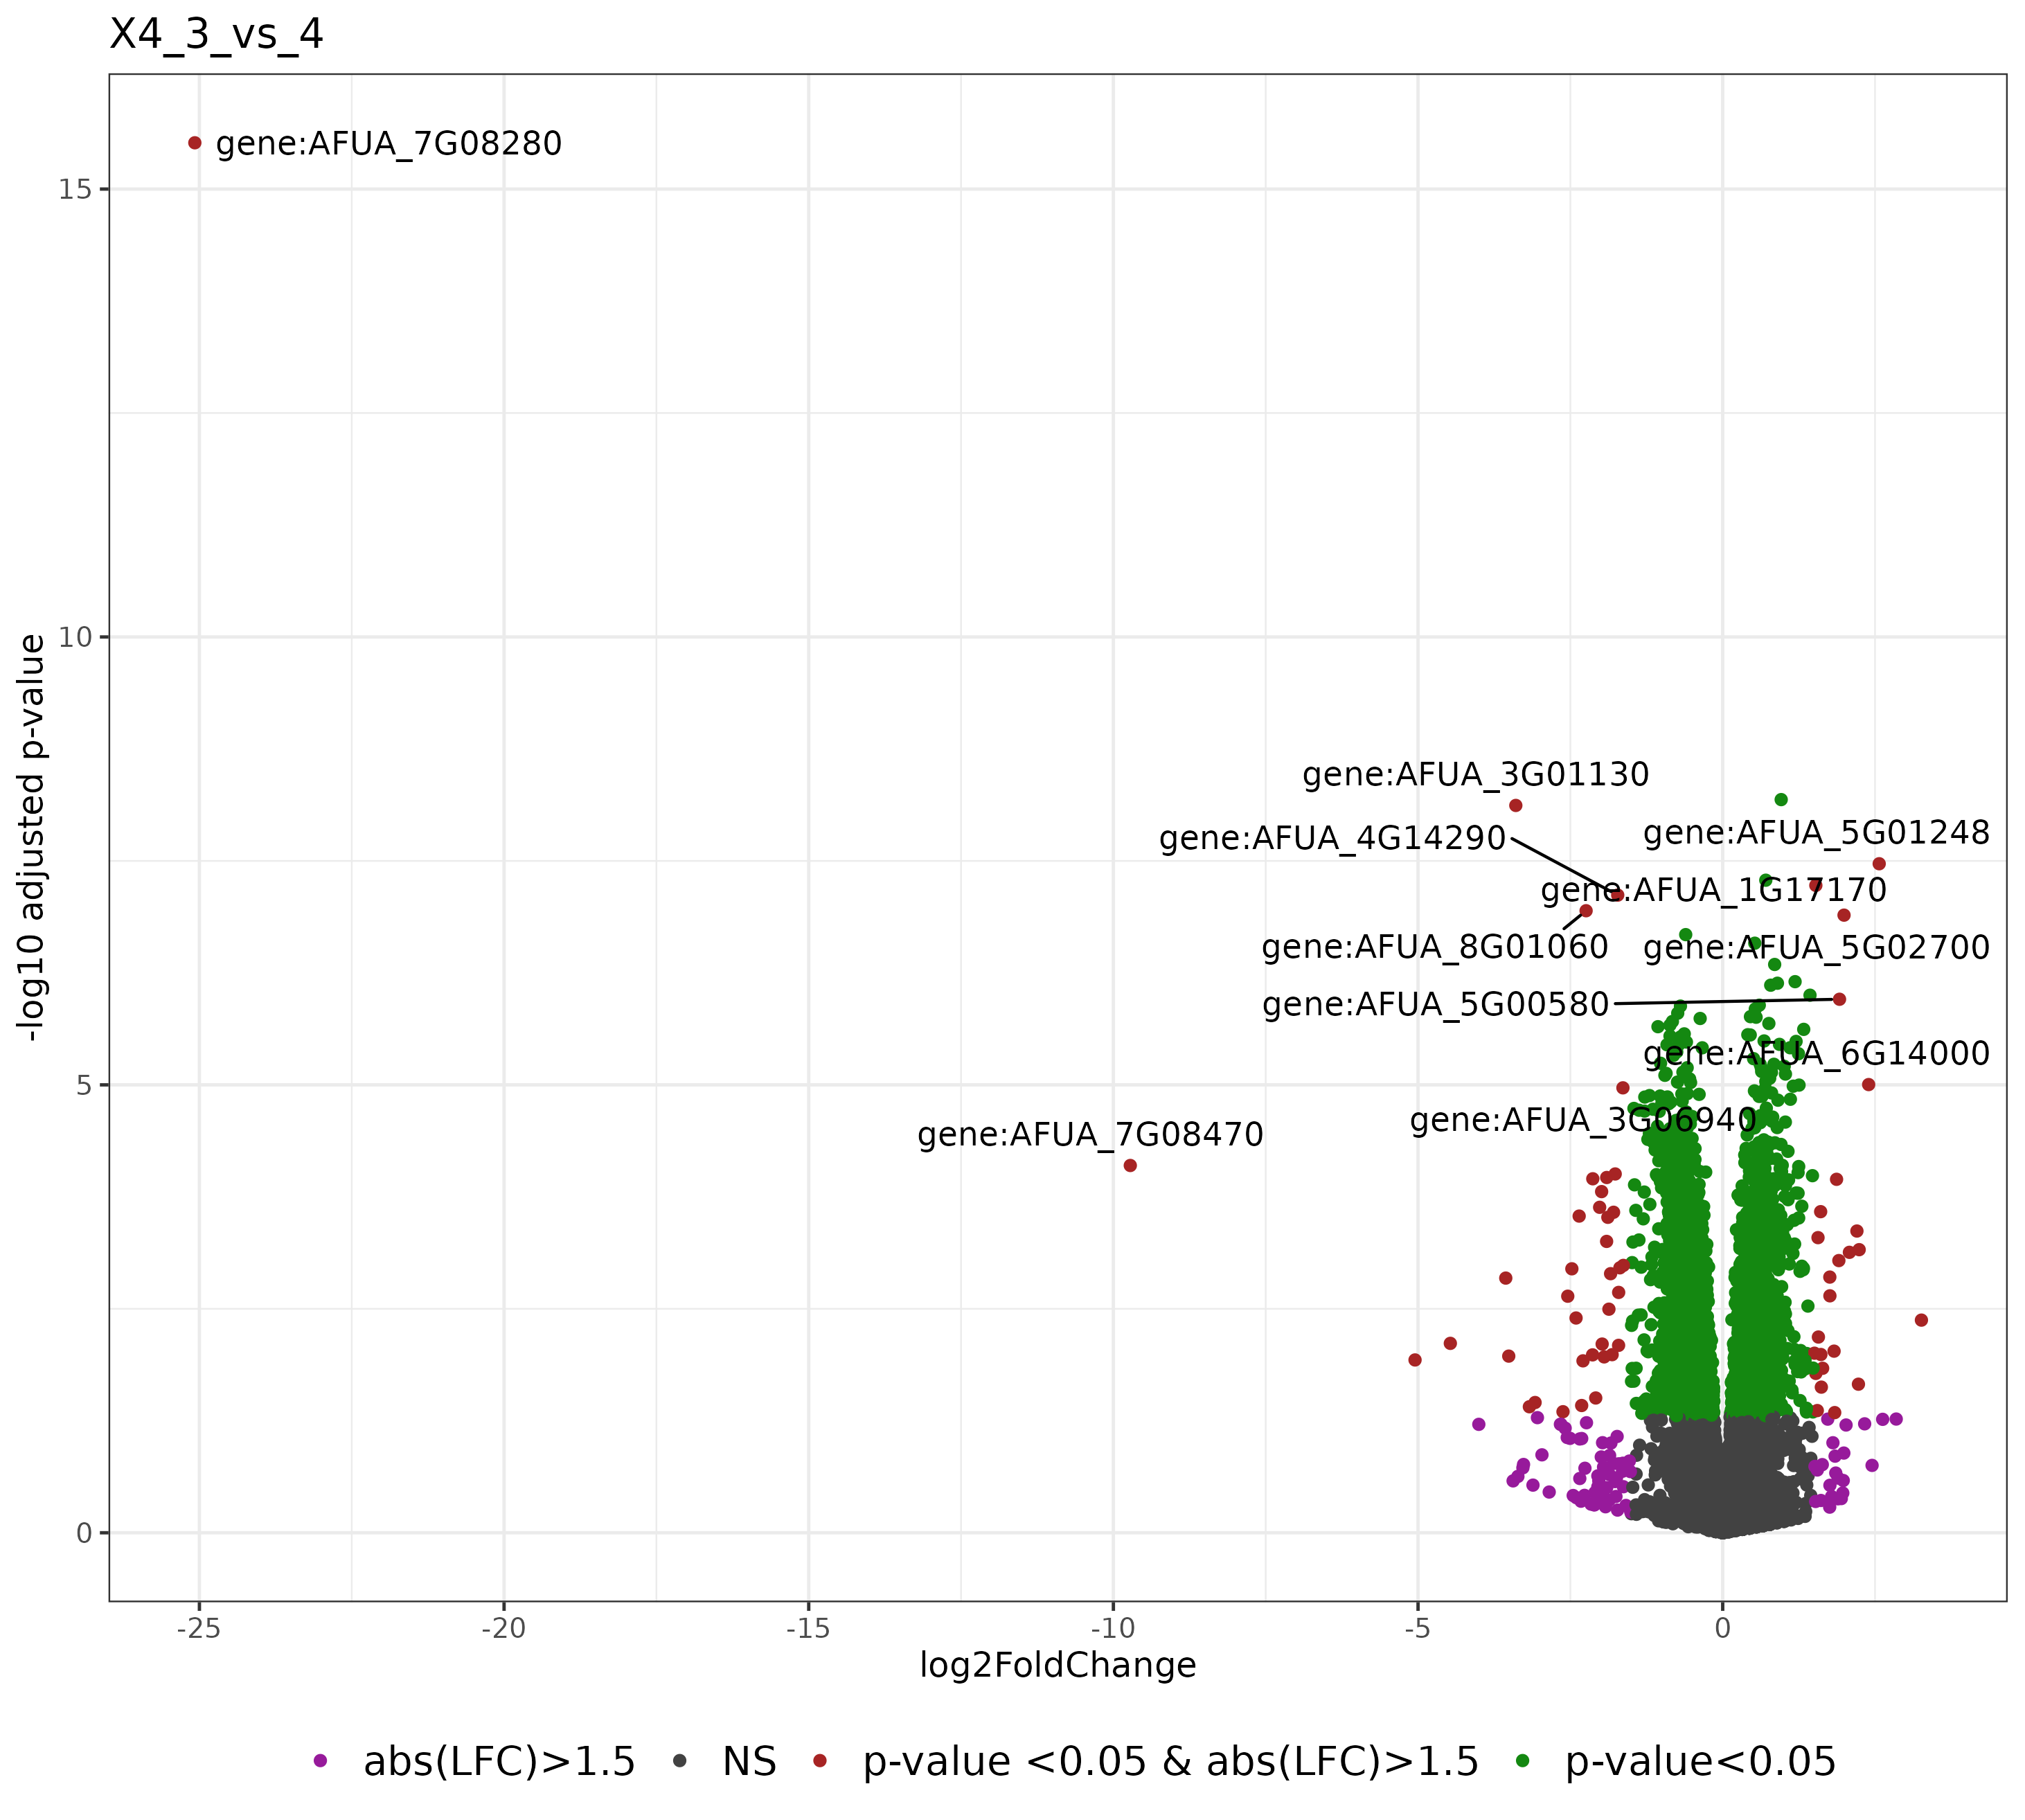 X4_3_vs_4
gene:AFUA_7G08280
15
10
-log10 adjusted p-value
gene:AFUA_3G01130
gene:AFUA_5G01248
gene:AFUA_4G14290
gene:AFUA_1G17170
gene:AFUA_8G01060
gene:AFUA_5G02700
gene:AFUA_5G00580
gene:AFUA_6G14000
5
gene:AFUA_3G06940
gene:AFUA_7G08470
0
-25
-20
-15
-10
-5
0
log2FoldChange
abs(LFC)>1.5
NS
p-value <0.05 & abs(LFC)>1.5
p-value<0.05